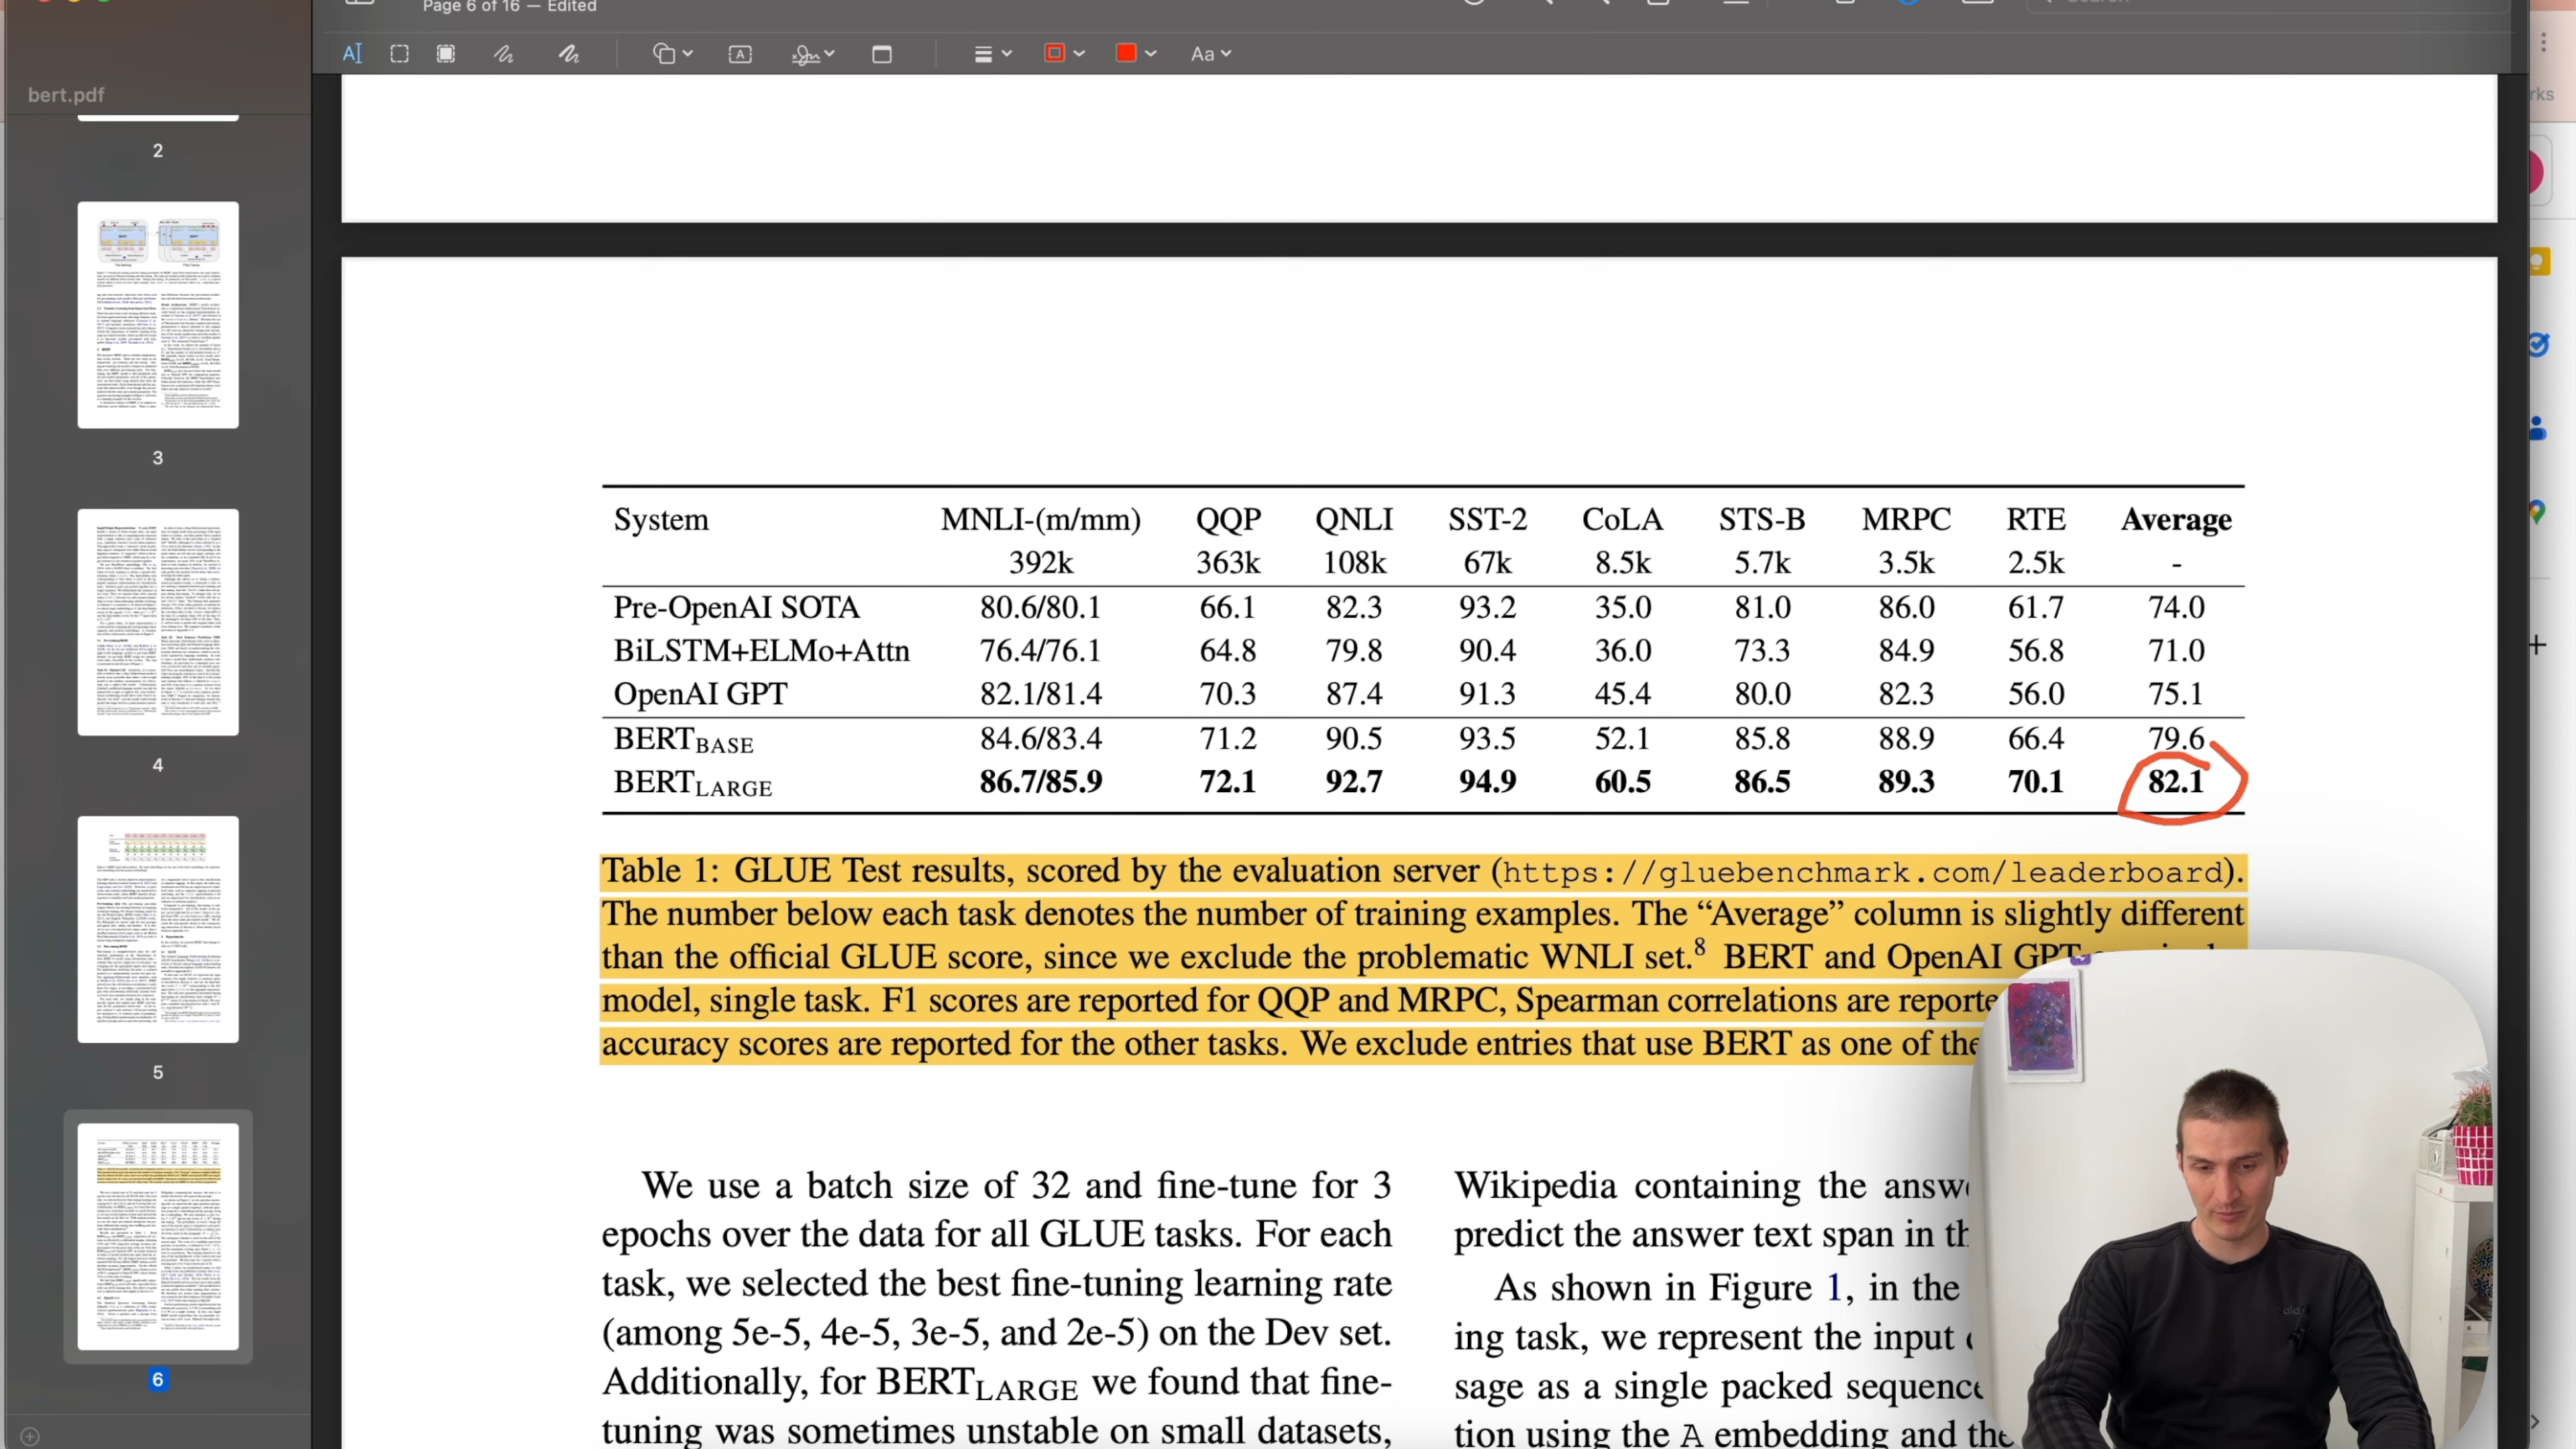 Page 6 of 16 — Edited
Aa
bert.pdf
rks
2
3
4
5
6
System MNLI-(m/mm) QQP QNLI SST-2 CoLA STS-B MRPC RTE Average
392k 363k 108k 67k 8.5k 5.7k 3.5k 2.5k -
Pre-OpenAI SOTA 80.6/80.1 66.1 82.3 93.2 35.0 81.0 86.0 61.7 74.0
BiLSTM+ELMo+Attn 76.4/76.1 64.8 79.8 90.4 36.0 73.3 84.9 56.8 71.0
OpenAI GPT 82.1/81.4 70.3 87.4 91.3 45.4 80.0 82.3 56.0 75.1
BERTBASE 84.6/83.4 71.2 90.5 93.5 52.1 85.8 88.9 66.4 79.6
BERTLARGE 86.7/85.9 72.1 92.7 94.9 60.5 86.5 89.3 70.1 82.1
Table 1: GLUE Test results, scored by the evaluation server (https://gluebenchmark.com/leaderboard).
The number below each task denotes the number of training examples. The “Average” column is slightly different
than the official GLUE score, since we exclude the problematic WNLI set.8 BERT and OpenAI GPT
model, single task. F1 scores are reported for QQP and MRPC, Spearman correlations are reporte
accuracy scores are reported for the other tasks. We exclude entries that use BERT as one of the
We use a batch size of 32 and fine-tune for 3
epochs over the data for all GLUE tasks. For each
task, we selected the best fine-tuning learning rate
(among 5e-5, 4e-5, 3e-5, and 2e-5) on the Dev set.
Additionally, for BERTLARGE we found that fine-
tuning was sometimes unstable on small datasets,
Wikipedia containing the answ
predict the answer text span in th
As shown in Figure 1, in the
ing task, we represent the input
sage as a single packed sequence
tion using the A embedding and the